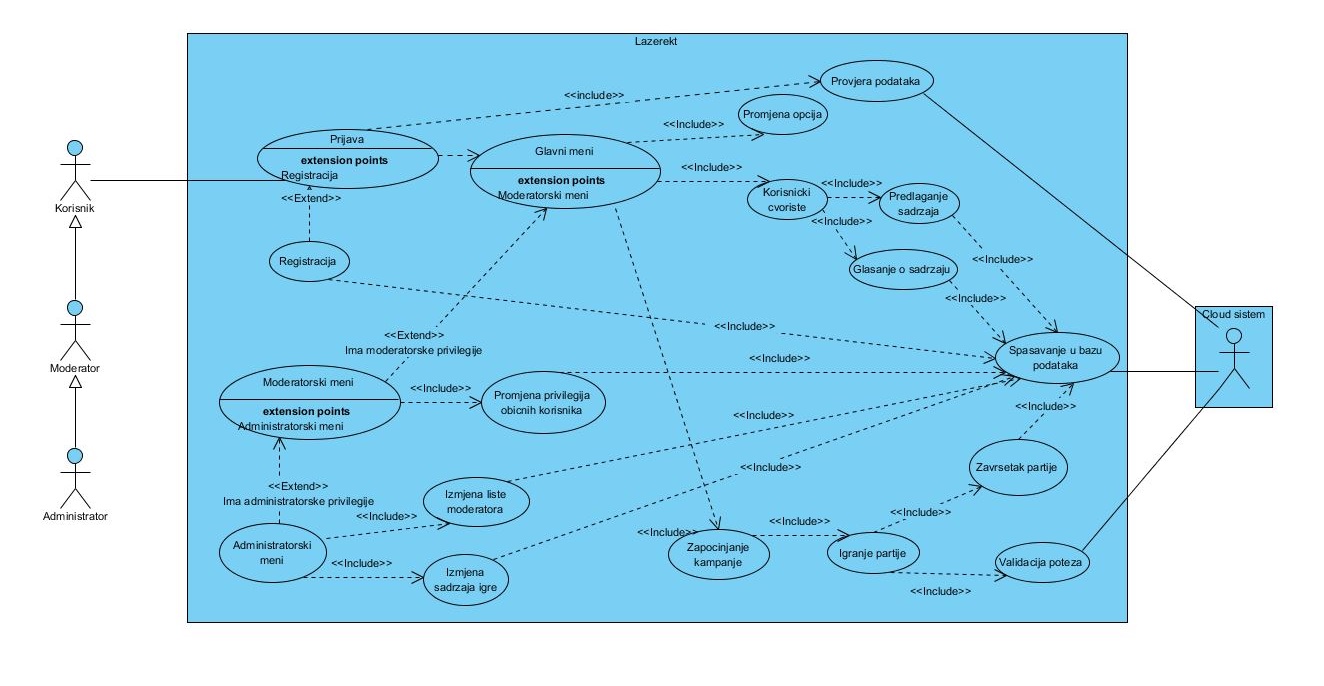 Lazerekt
Provjera podataka
<<include>>
Promjena opcija
<<Include>>
Prijava
extension points
Registracija
Glavni meni
extension points
Moderatorski meni
<<Include>>
Korisnicki
cvoriste
<<Include>>
Predlaganje
sadrzaja
<<Include>>
Korisnik
<<Extend>>
Registracija
Glasanje o sadrzaju
<<Include>>
<<Include>>
Cloud sistem
<<Include>>
<<Extend>>
Ima moderatorske privilegije
Spasavanje u bazu
podataka
<<Include>>
Moderator
Moderatorski meni
extension points
Administratorski meni
<<Include>>
Promjena privilegija
obicnih korisnika
<<Include>>
<<Include>>
<<Include>>
Zavrsetak partije
<<Extend>>
Ima administratorske privilegije
Izmjena liste
moderatora
<<Include>>
Administrator
<<Include>>
<<Include>>
<<Include>>
Administratorski
meni
<<Include>>
Izmjena
sadrzaja igre
Zapocinjanje
kampanje
Igranje partije
Validacija poteza
<<Include>>